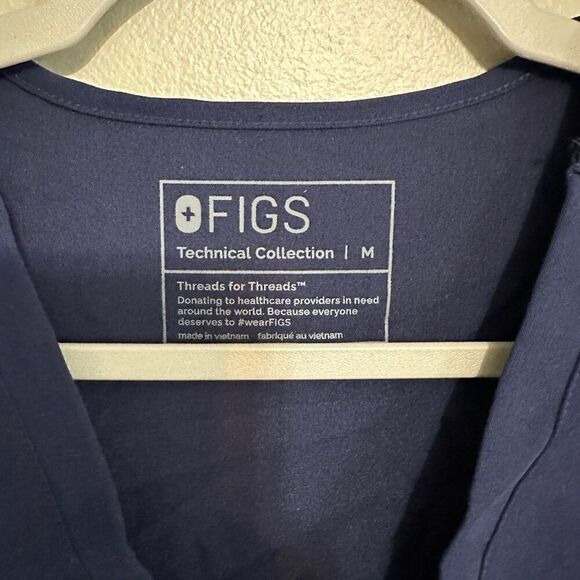 FIGS
Technical Collection | M
Threads for Threads™
Donating to healthcare providers in need
around the world. Because everyone
deserves to #wearFIGS
made in vietnam fabriqué au vietnam